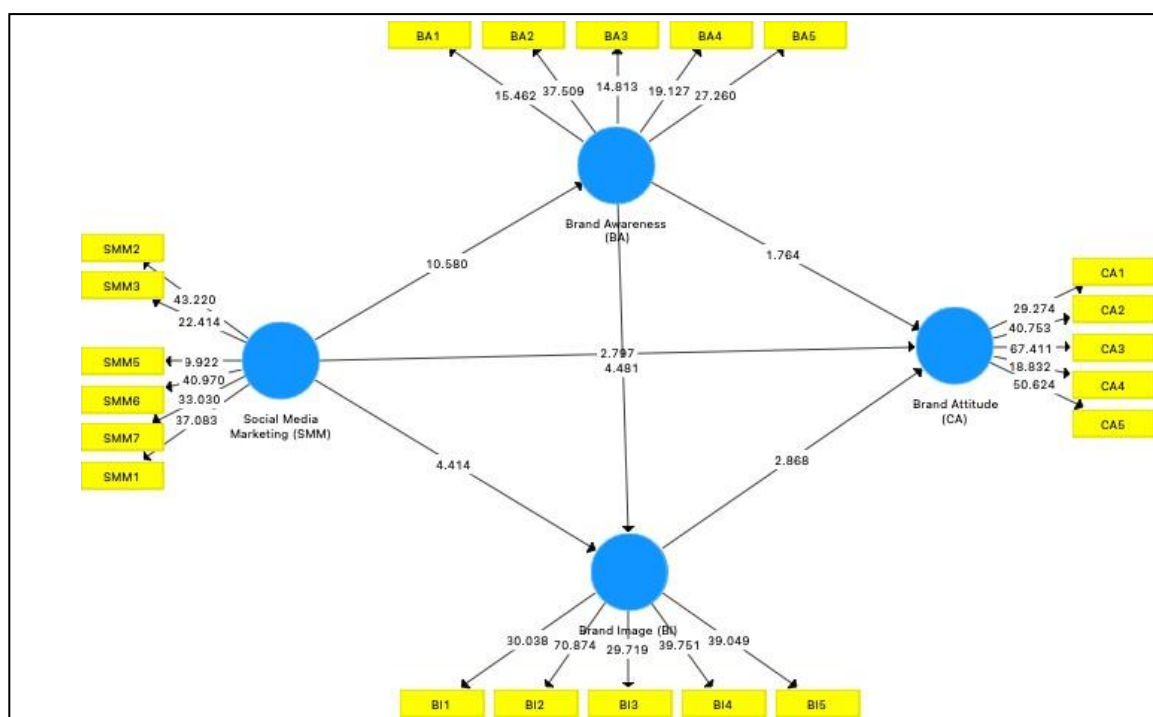 BA1 BA2 BA3 BA4 BA5
15.462 37.509 14.813 19.127 27.260
Brand Awareness
(BA)
SMM2
SMM3
SMM5
SMM6
SMM7
SMM1
43.220
22.414
9.922
40.970
33.030
37.083
Social Media
Marketing (SMM)
10.580
1.764
2.797
4.481
4.414
2.868
CA1
CA2
CA3
CA4
CA5
29.274
40.753
67.411
18.832
50.624
Brand Attitude
(CA)
Brand Image (BI)
30.038 70.874 29.719 39.751 39.049
BI1 BI2 BI3 BI4 BI5